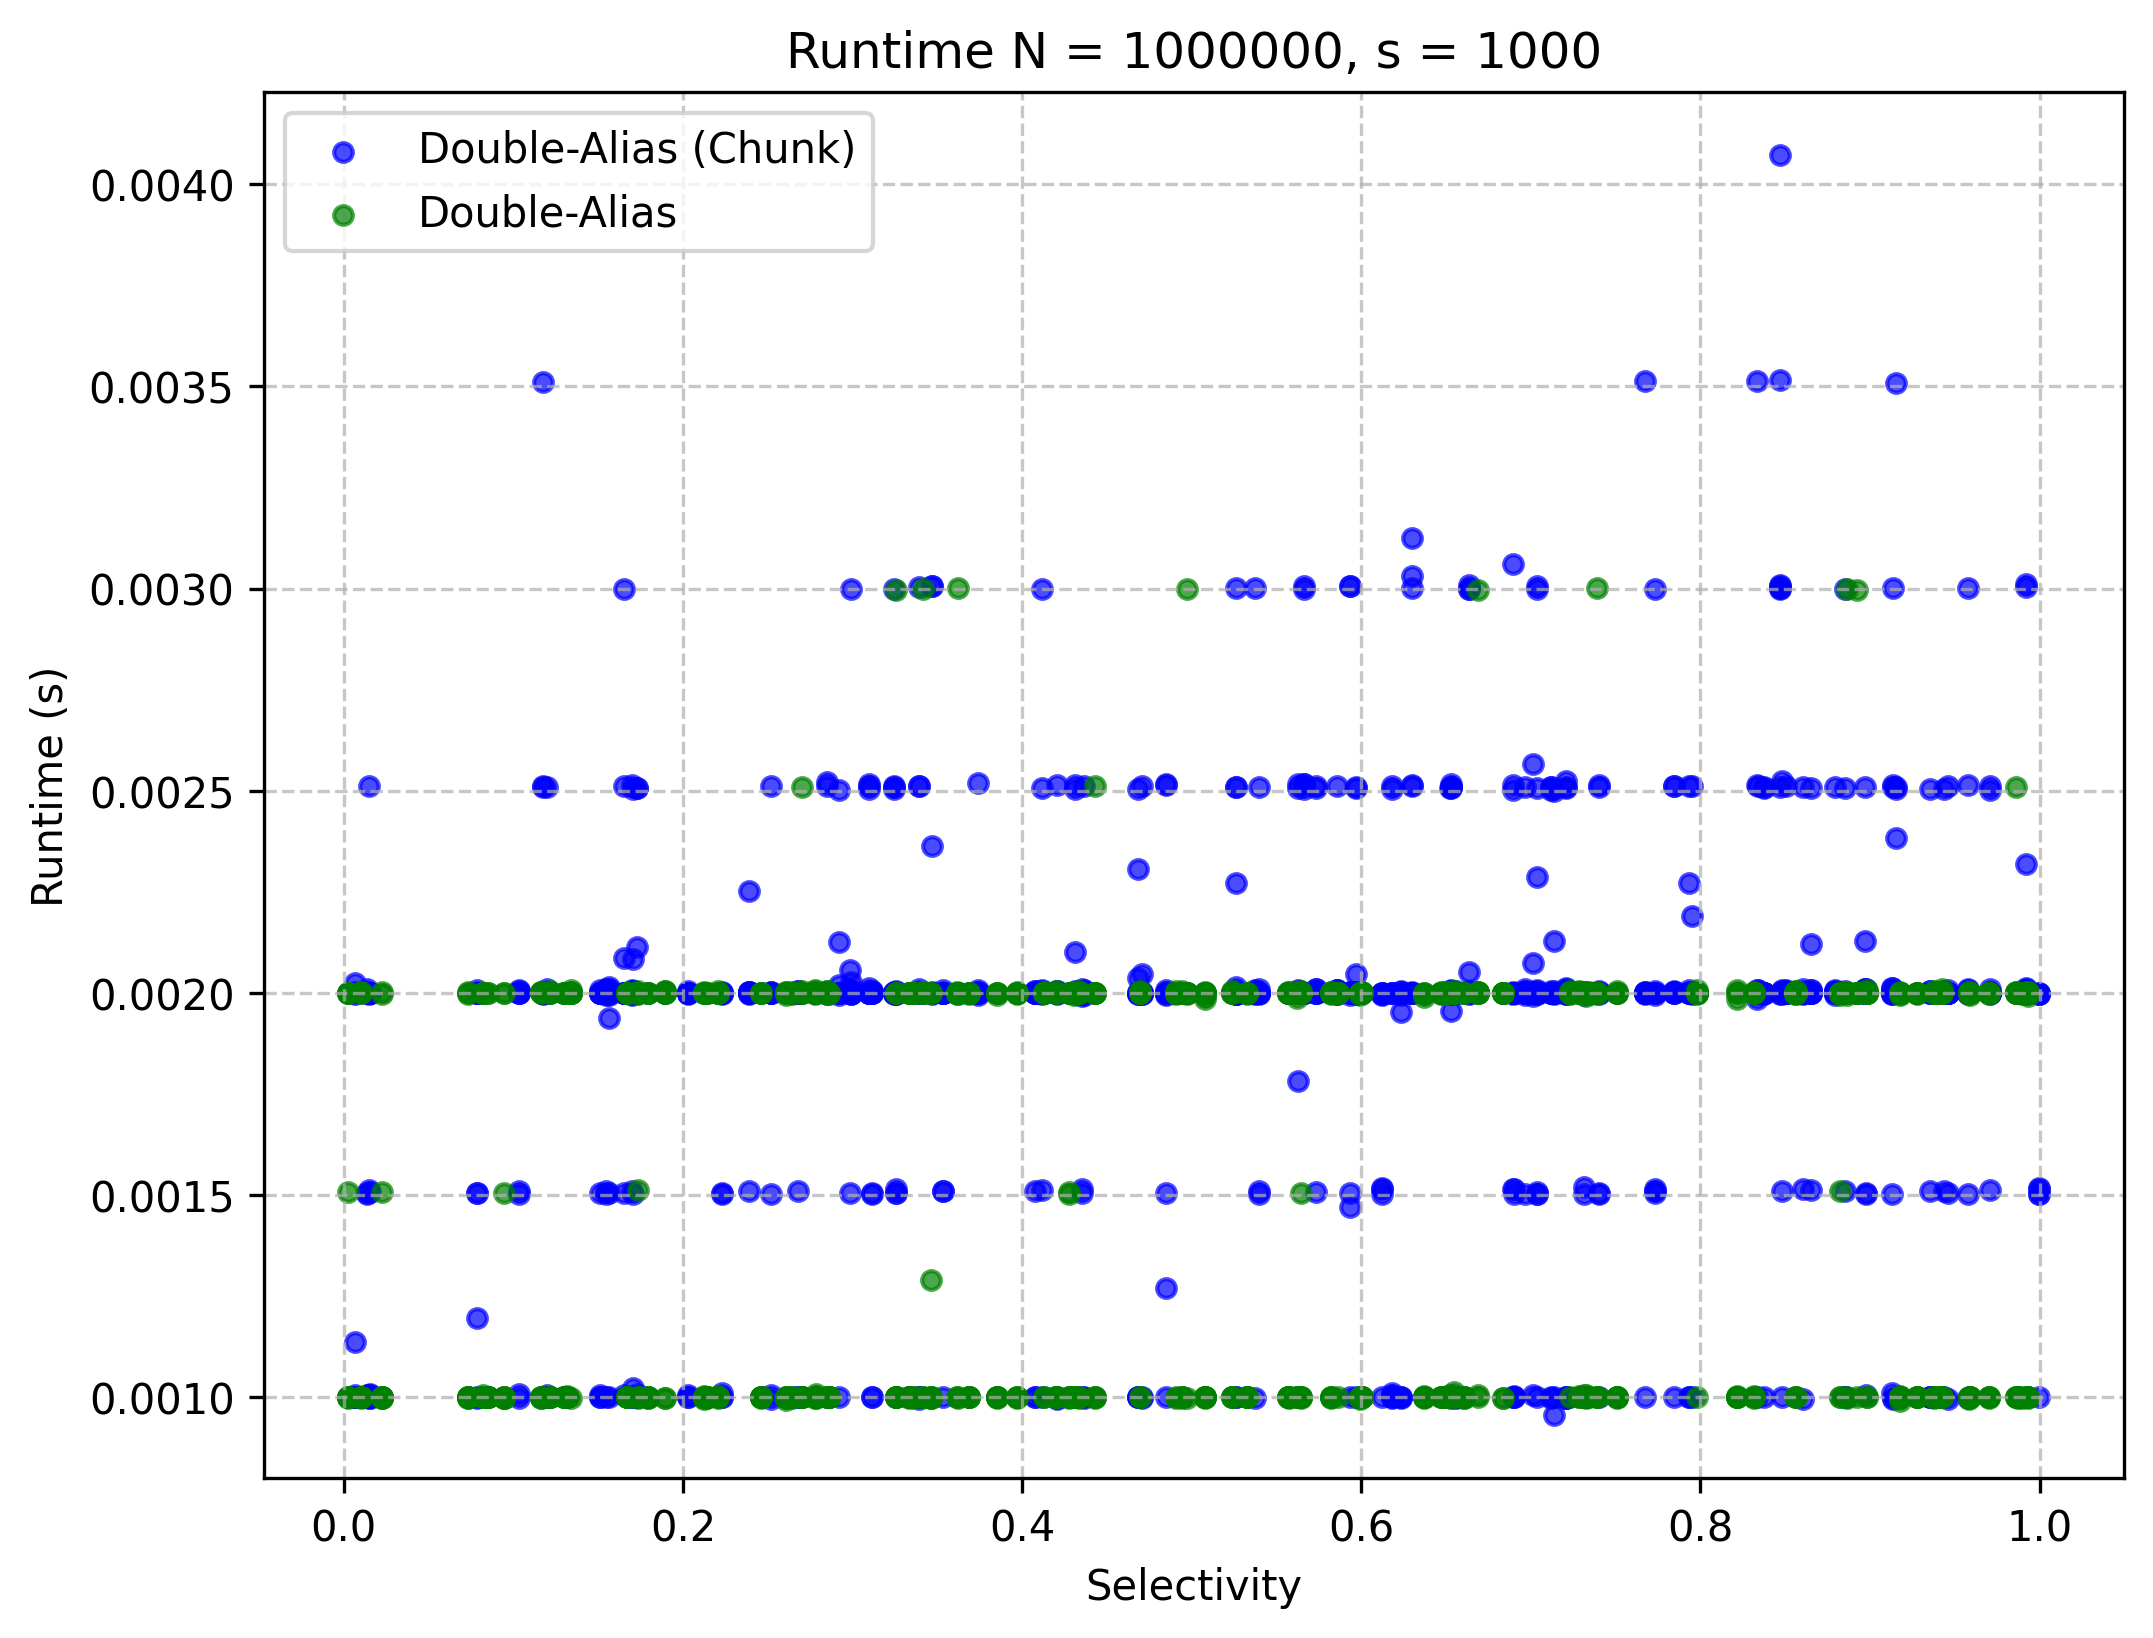 Runtime N = 1000000, s = 1000
Double-Alias (Chunk)
Double-Alias
Runtime (s)
0.0040
0.0035
0.0030
0.0025
0.0020
0.0015
0.0010
0.0 0.2 0.4 0.6 0.8 1.0
Selectivity